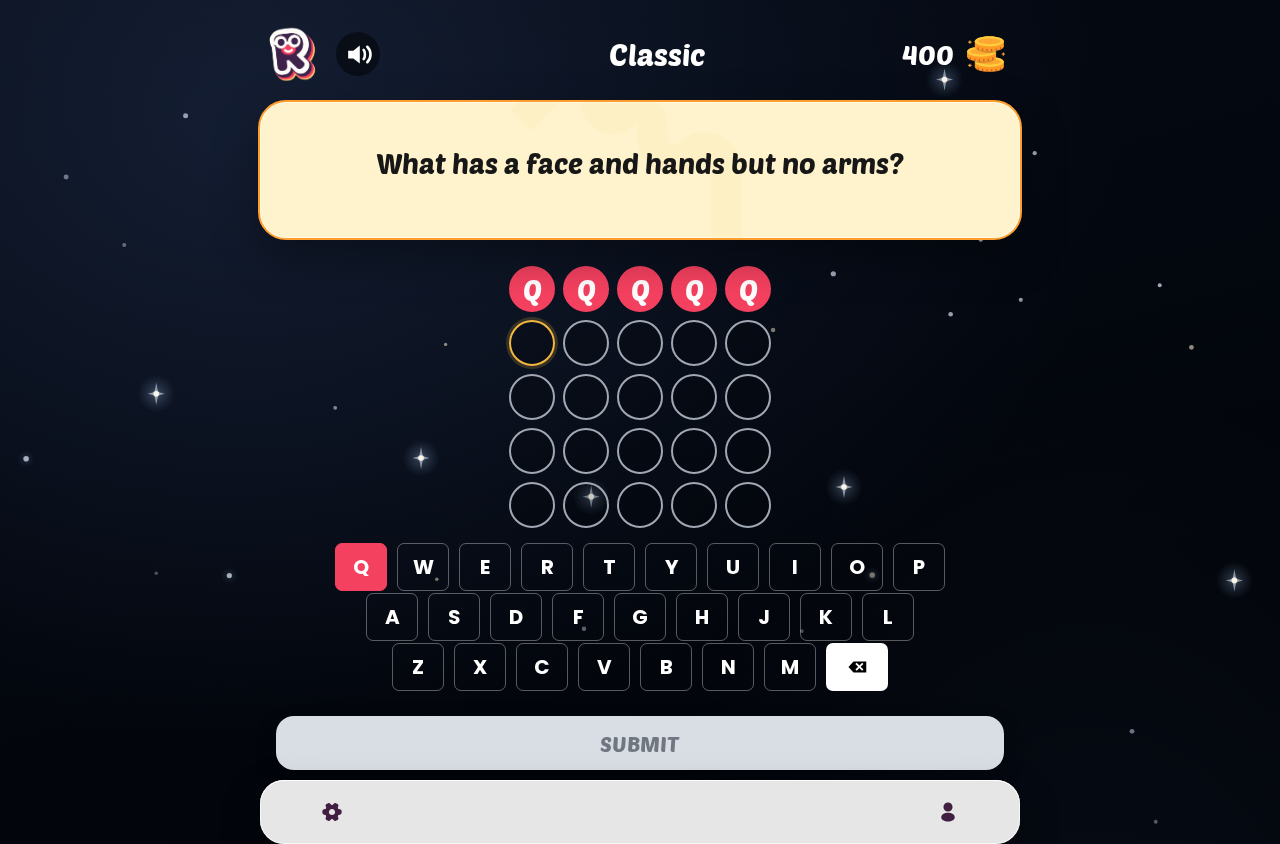 R
Classic
400
What has a face and hands but no arms?
Q Q Q Q Q
Q W E R T Y U I O P
A S D F G H J K L
Z X C V B N M
SUBMIT